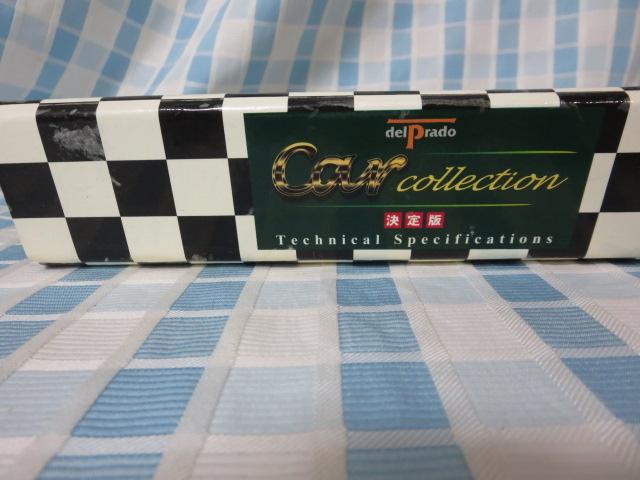 delPrado
Car collection
決定版
Technical Specifications